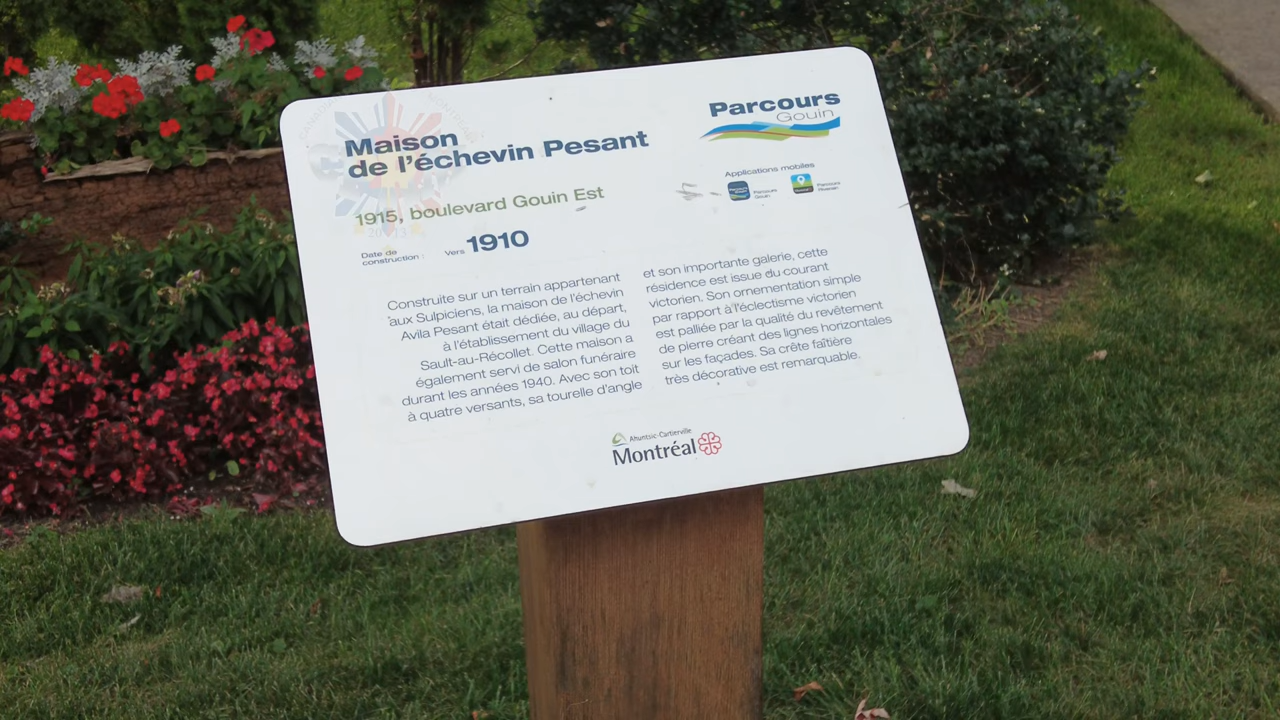 Maison
de l'échevin Pesant
1915, boulevard Gouin Est
Date de
construction :
Vers 1910
Parcours
Gouin
Applications mobiles
Parcours
Gouin
Parcours
Construite sur un terrain appartenant
aux Sulpiciens, la maison de l'échevin
Avila Pesant était dédiée, au départ,
à l'établissement du village du
Sault-au-Récollet. Cette maison a
également servi de salon funéraire
durant les années 1940. Avec son toit
à quatre versants, sa tourelle d'angle
et son importante galerie, cette
résidence est issue du courant
victorien. Son ornementation simple
par rapport à l'éclectisme victorien
est palliée par la qualité du revêtement
de pierre créant des lignes horizontales
sur les façades. Sa crête faîtière
très décorative est remarquable.
Ahuntsic-Cartierville
Montréal